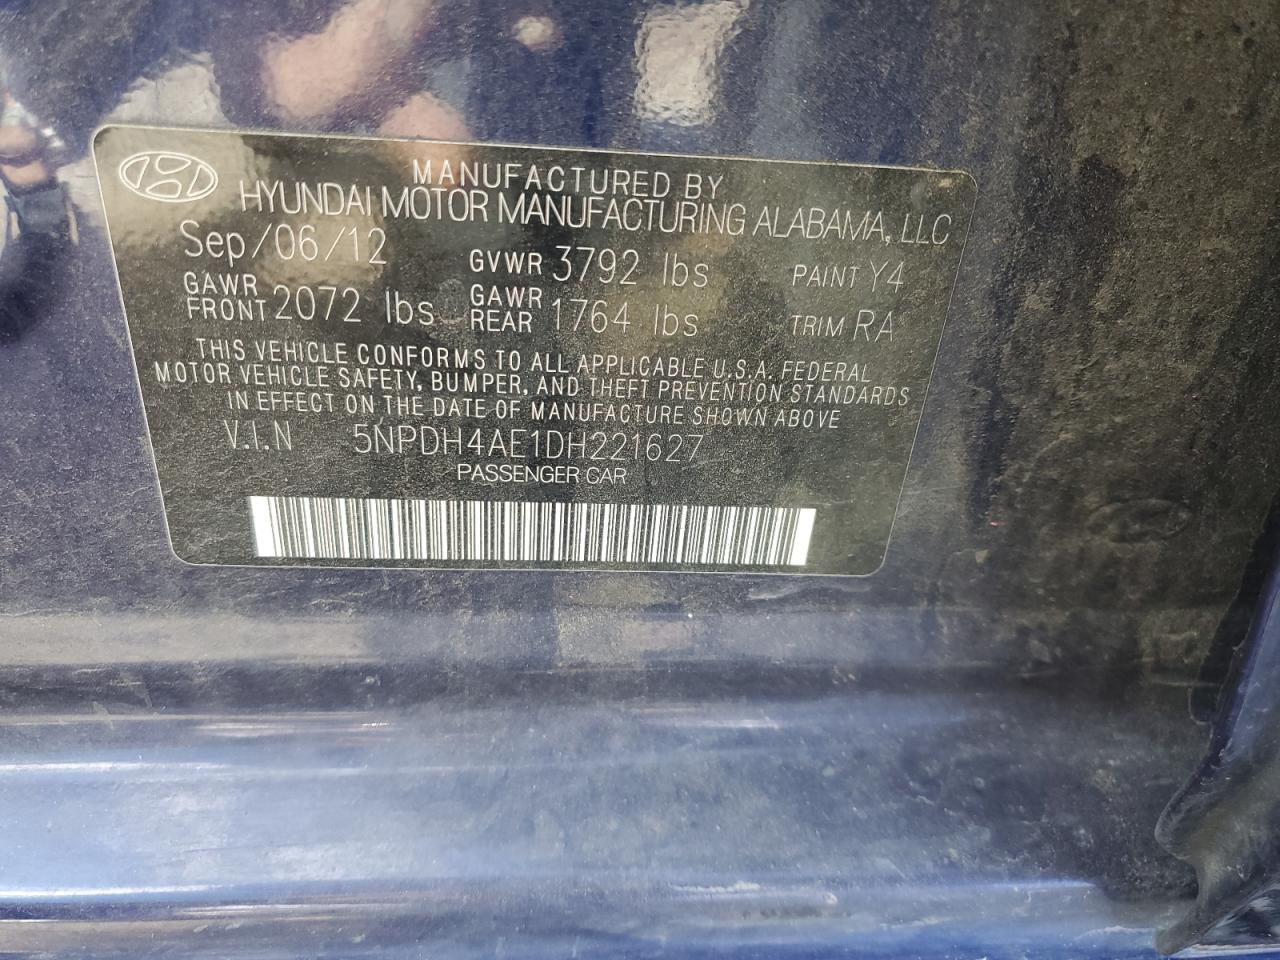 MANUFACTURED BY
HYUNDAI MOTOR MANUFACTURING ALABAMA, LLC
Sep/06/12 GVWR 3792 lbs PAINT Y4
GAWR FRONT 2072 lbs GAWR REAR 1764 lbs TRIM RA
THIS VEHICLE CONFORMS TO ALL APPLICABLE U.S.A. FEDERAL
MOTOR VEHICLE SAFETY, BUMPER, AND THEFT PREVENTION STANDARDS
IN EFFECT ON THE DATE OF MANUFACTURE SHOWN ABOVE
V.I.N 5NPDH4AE1DH221627
PASSENGER CAR